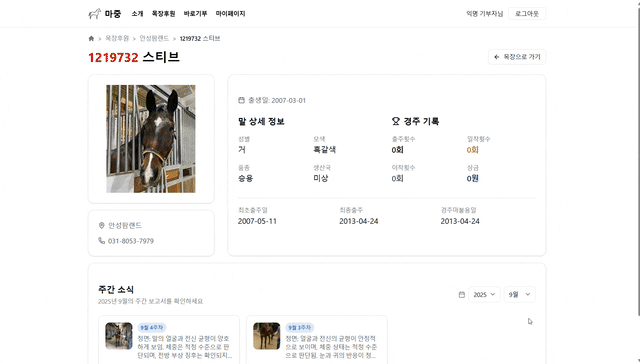 마중 소개 목장후원 바로기부 마이페이지 익명 기부자님 로그아웃
> 목장후원 > 안성팜랜드 > 1219732 스티브
1219732 스티브
← 목장으로 가기
출생일: 2007-03-01
말 상세 정보
성별 모색
거 흑갈색
품종 생산국
승용 미상
경주 기록
출주횟수 일착횟수
0회 0회
이착횟수 상금
0회 0원
최초출주일 최종출주 경주마불용일
2007-05-11 2013-04-24 2013-04-24
안성팜랜드
031-8053-7979
주간 소식
2025년 9월의 주간 보고서를 확인하세요
2025 9월
9월 4주차
정면: 말의 얼굴과 전신 균형이 양호
하게 보임. 체중은 적정 수준으로 판
단되며, 전방 부상 징후는 확인되지...
9월 3주차
정면: 얼굴과 전신의 균형이 안정적
으로 보이며, 체중 상태는 적정 수준
으로 판단됨. 눈과 귀의 반응이 정...